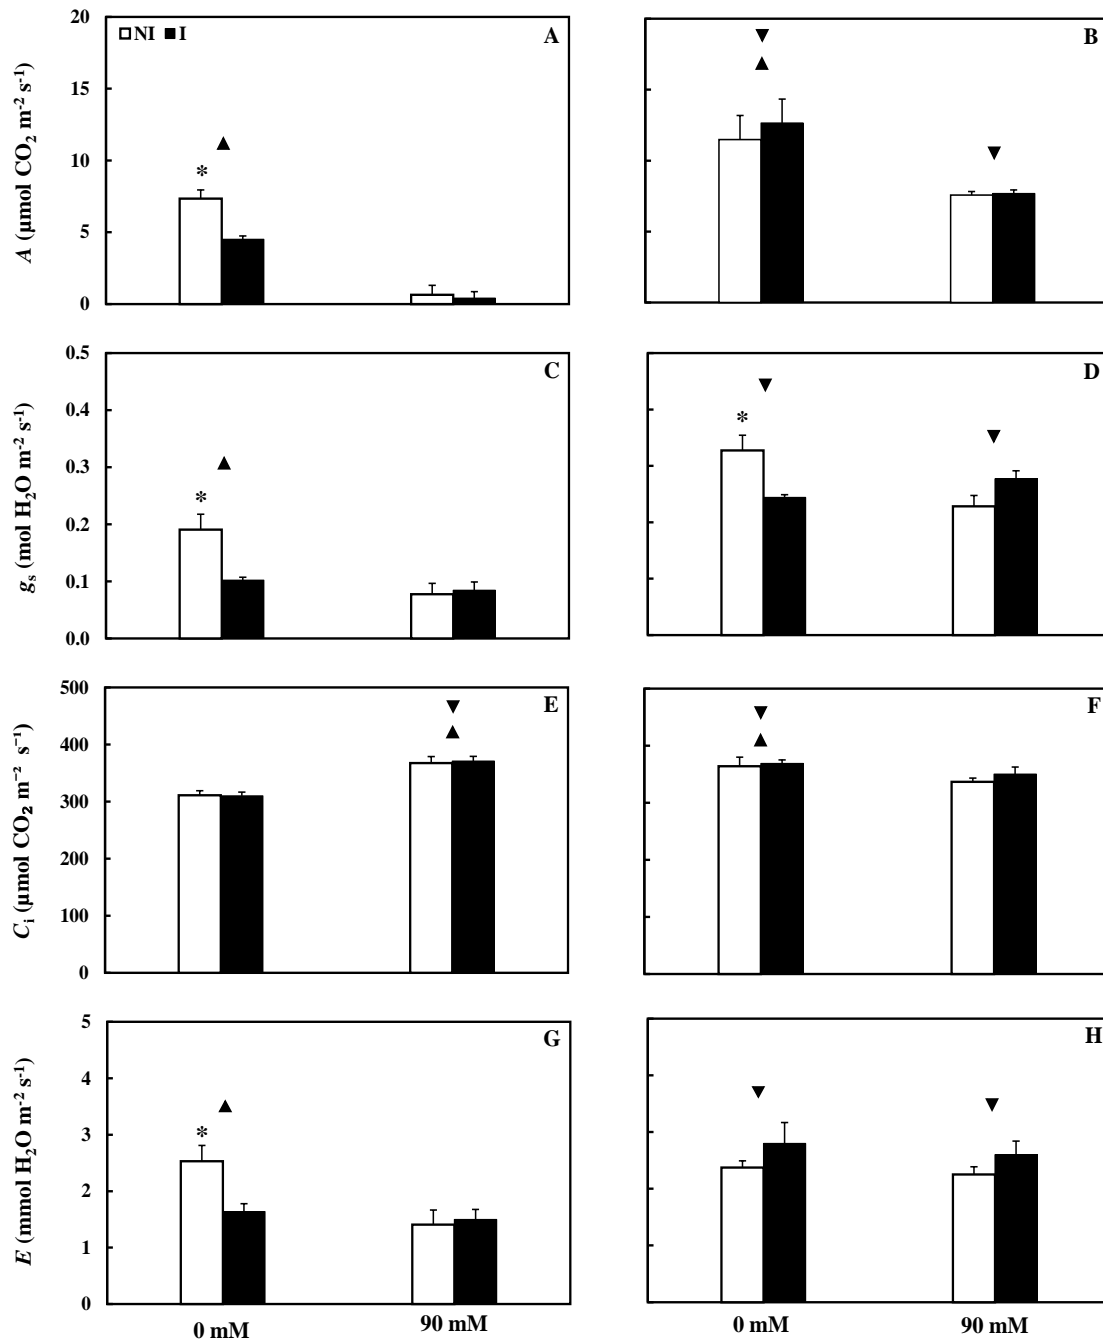 20
NI I
A
B
15
10
*
5
0
A (µmol CO₂ m⁻² s⁻¹)
0.5
C
D
0.4
*
0.3
*
0.2
0.1
0.0
gₛ (mol H₂O m⁻² s⁻¹)
500
E
F
400
300
200
100
0
Cᵢ (µmol CO₂ m⁻² s⁻¹)
5
G
H
4
3
*
2
1
0
E (mmol H₂O m⁻² s⁻¹)
0 mM 90 mM 0 mM 90 mM